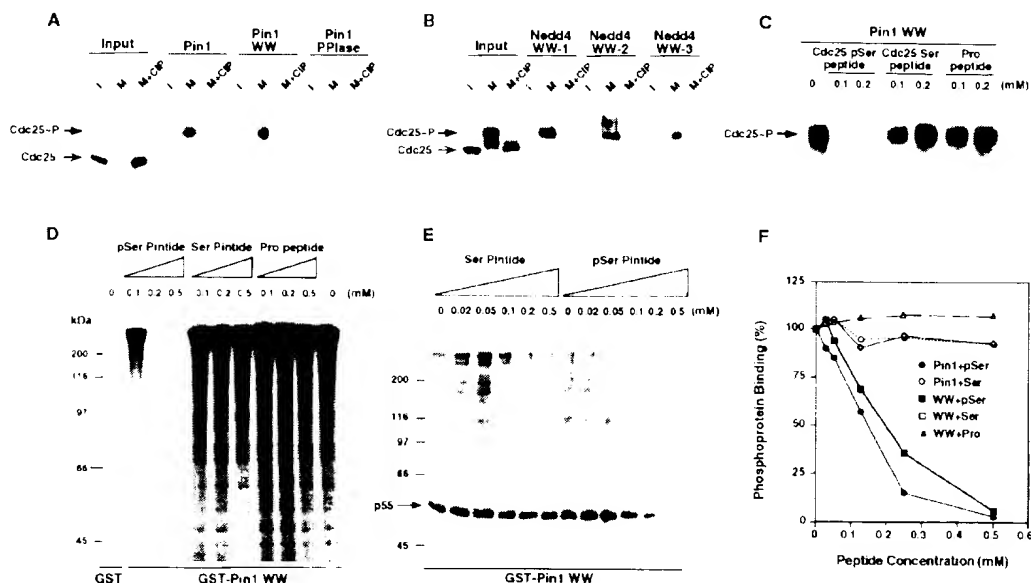 A
Input
Pin1
Pin1 WW
Pin1 PPIase
I M M+CIP I M M+CIP I M M+CIP I M M+CIP
Cdc25~P
Cdc25
B
Input
Nedd4 WW-1
Nedd4 WW-2
Nedd4 WW-3
I M M+CIP I M M+CIP I M M+CIP I M M+CIP
Cdc25~P
Cdc25
C
Pin1 WW
Cdc25 pSer peptide
Cdc25 Ser peptide
Pro peptide
0 0.1 0.2 0.1 0.2 0.1 0.2 (mM)
Cdc25~P
D
pSer Pintide Ser Pintide Pro peptide
0 0.1 0.2 0.5 0.1 0.2 0.5 0.1 0.2 0.5 0 (mM)
kDa
200
116
97
66
45
GST
GST-Pin1 WW
E
Ser Pintide pSer Pintide
0 0.02 0.05 0.1 0.2 0.5 0 0.02 0.05 0.1 0.2 0.5 (mM)
200
116
97
66
p55
45
GST-Pin1 WW
F
Phosphoprotein Binding (%)
125
100
75
50
25
0
Pin1+pSer
Pin1+Ser
WW+pSer
WW+Ser
WW+Pro
0 0.1 0.2 0.3 0.4 0.5 0.6
Peptide Concentration (mM)